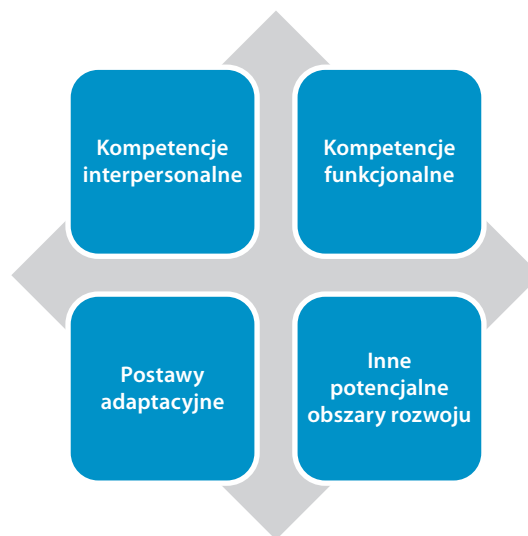 Kompetencje
interpersonalne
Kompetencje
funkcjonalne
Postawy
adaptacyjne
Inne
potencjalne
obszary rozwoju